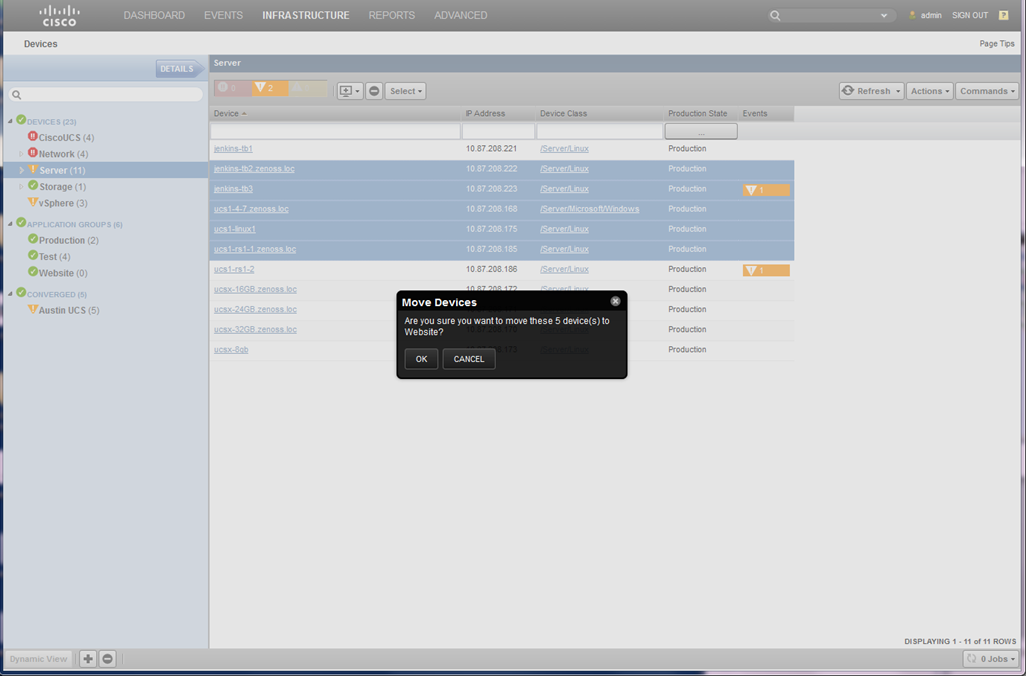 CISCO
DASHBOARD EVENTS INFRASTRUCTURE REPORTS ADVANCED
admin SIGN OUT ?
Devices
Page Tips
DETAILS
Server
0 2
Select
Refresh Actions Commands
Device IP Address Device Class Production State Events
...
DEVICES (23)
CiscoUCS (4)
Network (4)
Server (11)
Storage (1)
vSphere (3)
APPLICATION GROUPS (6)
Production (2)
Test (4)
Website (0)
CONVERGED (5)
Austin UCS (5)
jenkins-tb1 10.87.208.221 /Server/Linux Production
jenkins-tb2.zenoss.loc 10.87.208.222 /Server/Linux Production
jenkins-tb3 10.87.208.223 /Server/Linux Production 1
ucs1-4-7.zenoss.loc 10.87.208.168 /Server/Microsoft/Windows Production
ucs1-linux1 10.87.208.175 /Server/Linux Production
ucs1-rs1-1.zenoss.loc 10.87.208.185 /Server/Linux Production
ucs1-rs1-2 10.87.208.186 /Server/Linux Production 1
ucsx-16GB.zenoss.loc 10.87.208.172 Production
ucsx-24GB.zenoss.loc Production
ucsx-32GB.zenoss.loc Production
ucsx-8gb Production
Move Devices
Are you sure you want to move these 5 device(s) to
Website?
OK CANCEL
DISPLAYING 1 - 11 of 11 ROWS
Dynamic View
0 Jobs